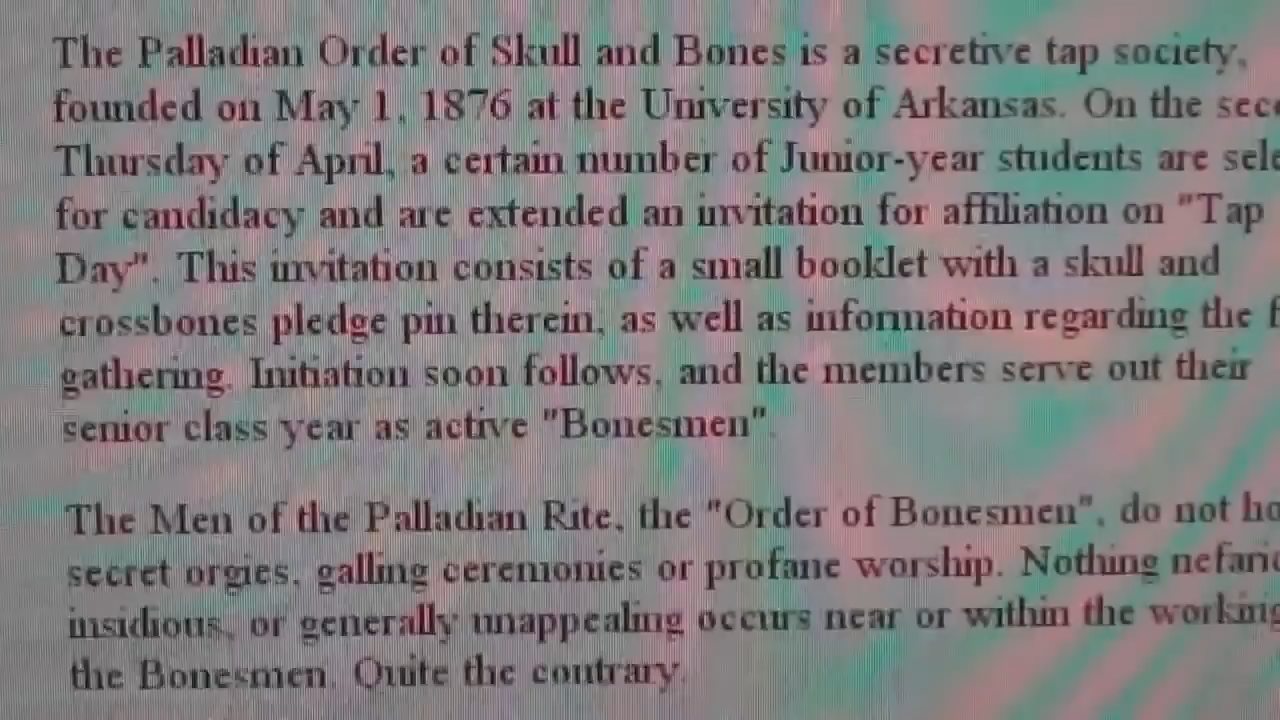 The Palladian Order of Skull and Bones is a secretive tap society,
founded on May 1, 1876 at the University of Arkansas. On the
Thursday of April, a certain number of Junior-year students are
for candidacy and are extended an invitation for affiliation on "Tap
Day". This invitation consists of a small booklet with a skull and
crossbones pledge pin therein, as well as information regarding the
gathering. Initiation soon follows, and the members serve out their
senior class year as active "Bonesmen".
The Men of the Palladian Rite, the "Order of Bonesmen", do not
secret orgies, galling ceremonies or profane worship. Nothing
insidious, or generally unappealing occurs near or within the
the Bonesmen. Quite the contrary.